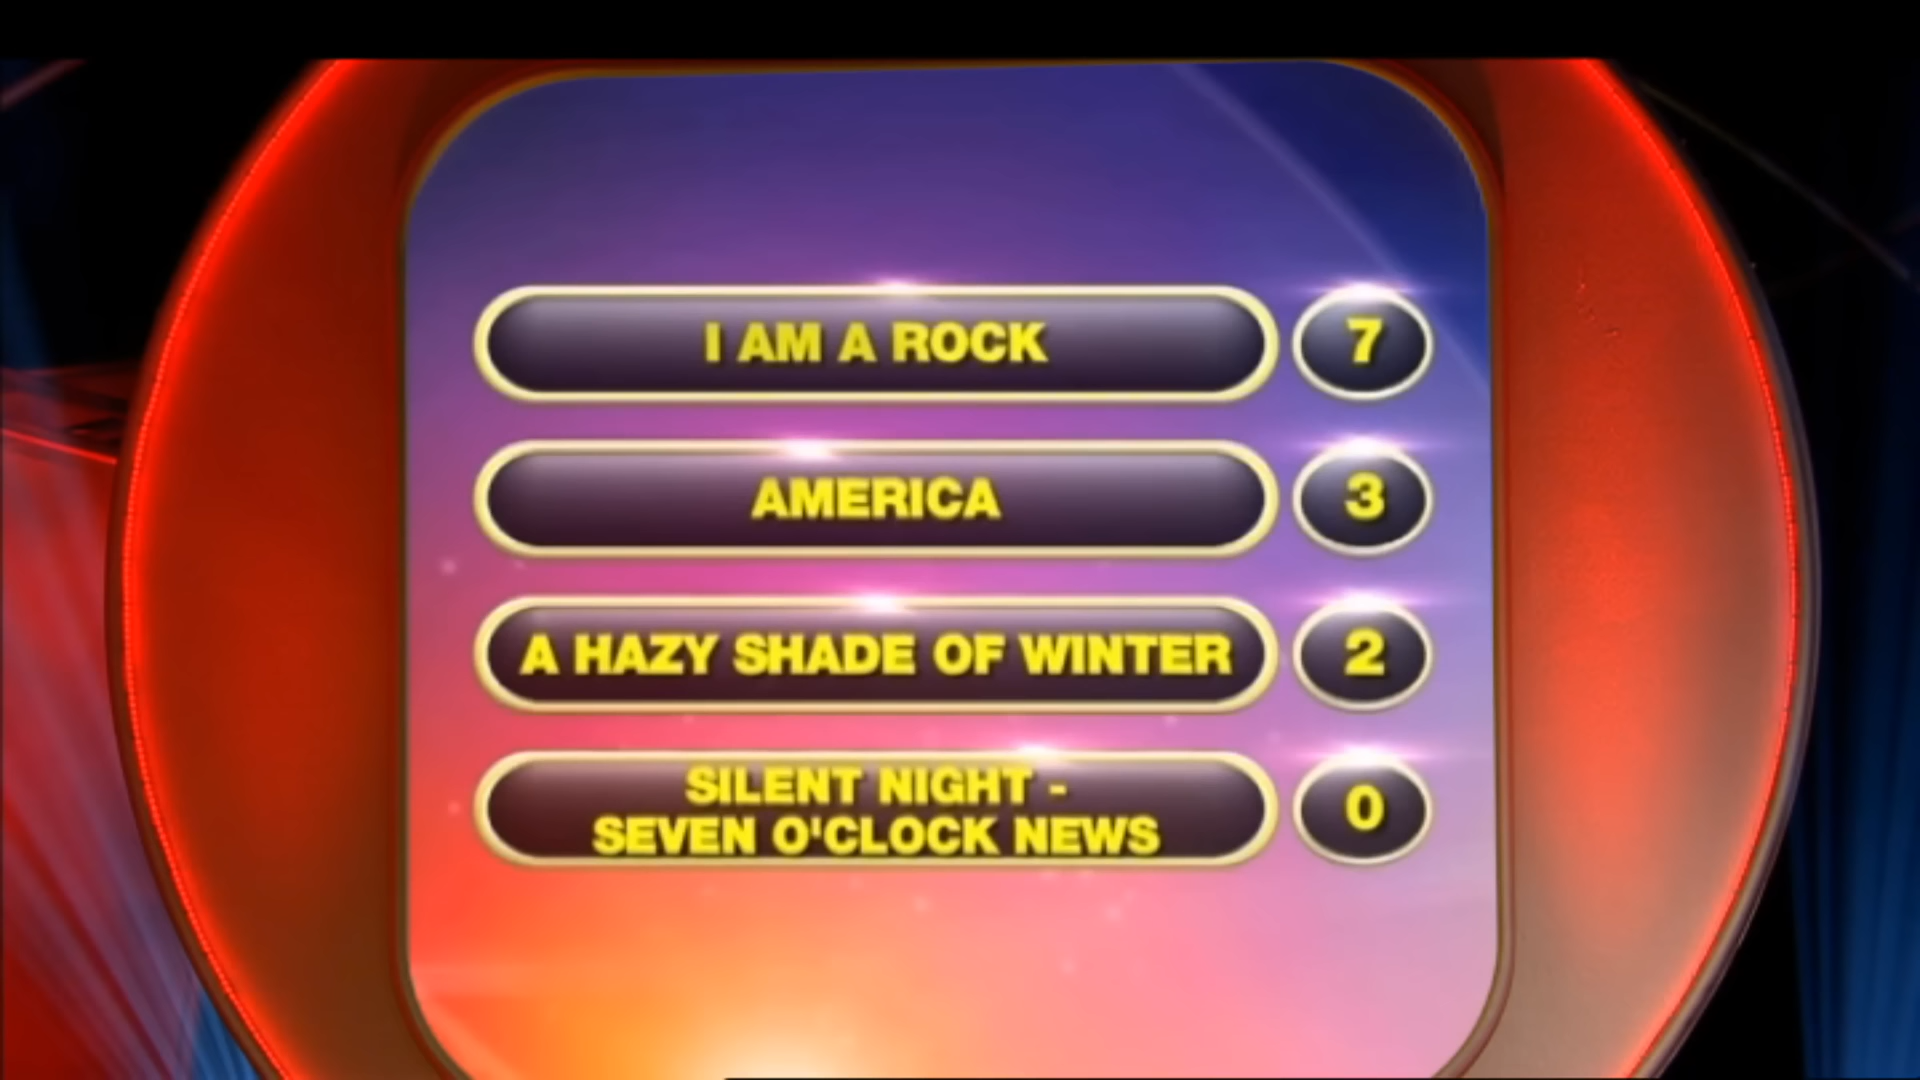 I AM A ROCK 7
AMERICA 3
A HAZY SHADE OF WINTER 2
SILENT NIGHT -
SEVEN O'CLOCK NEWS 0